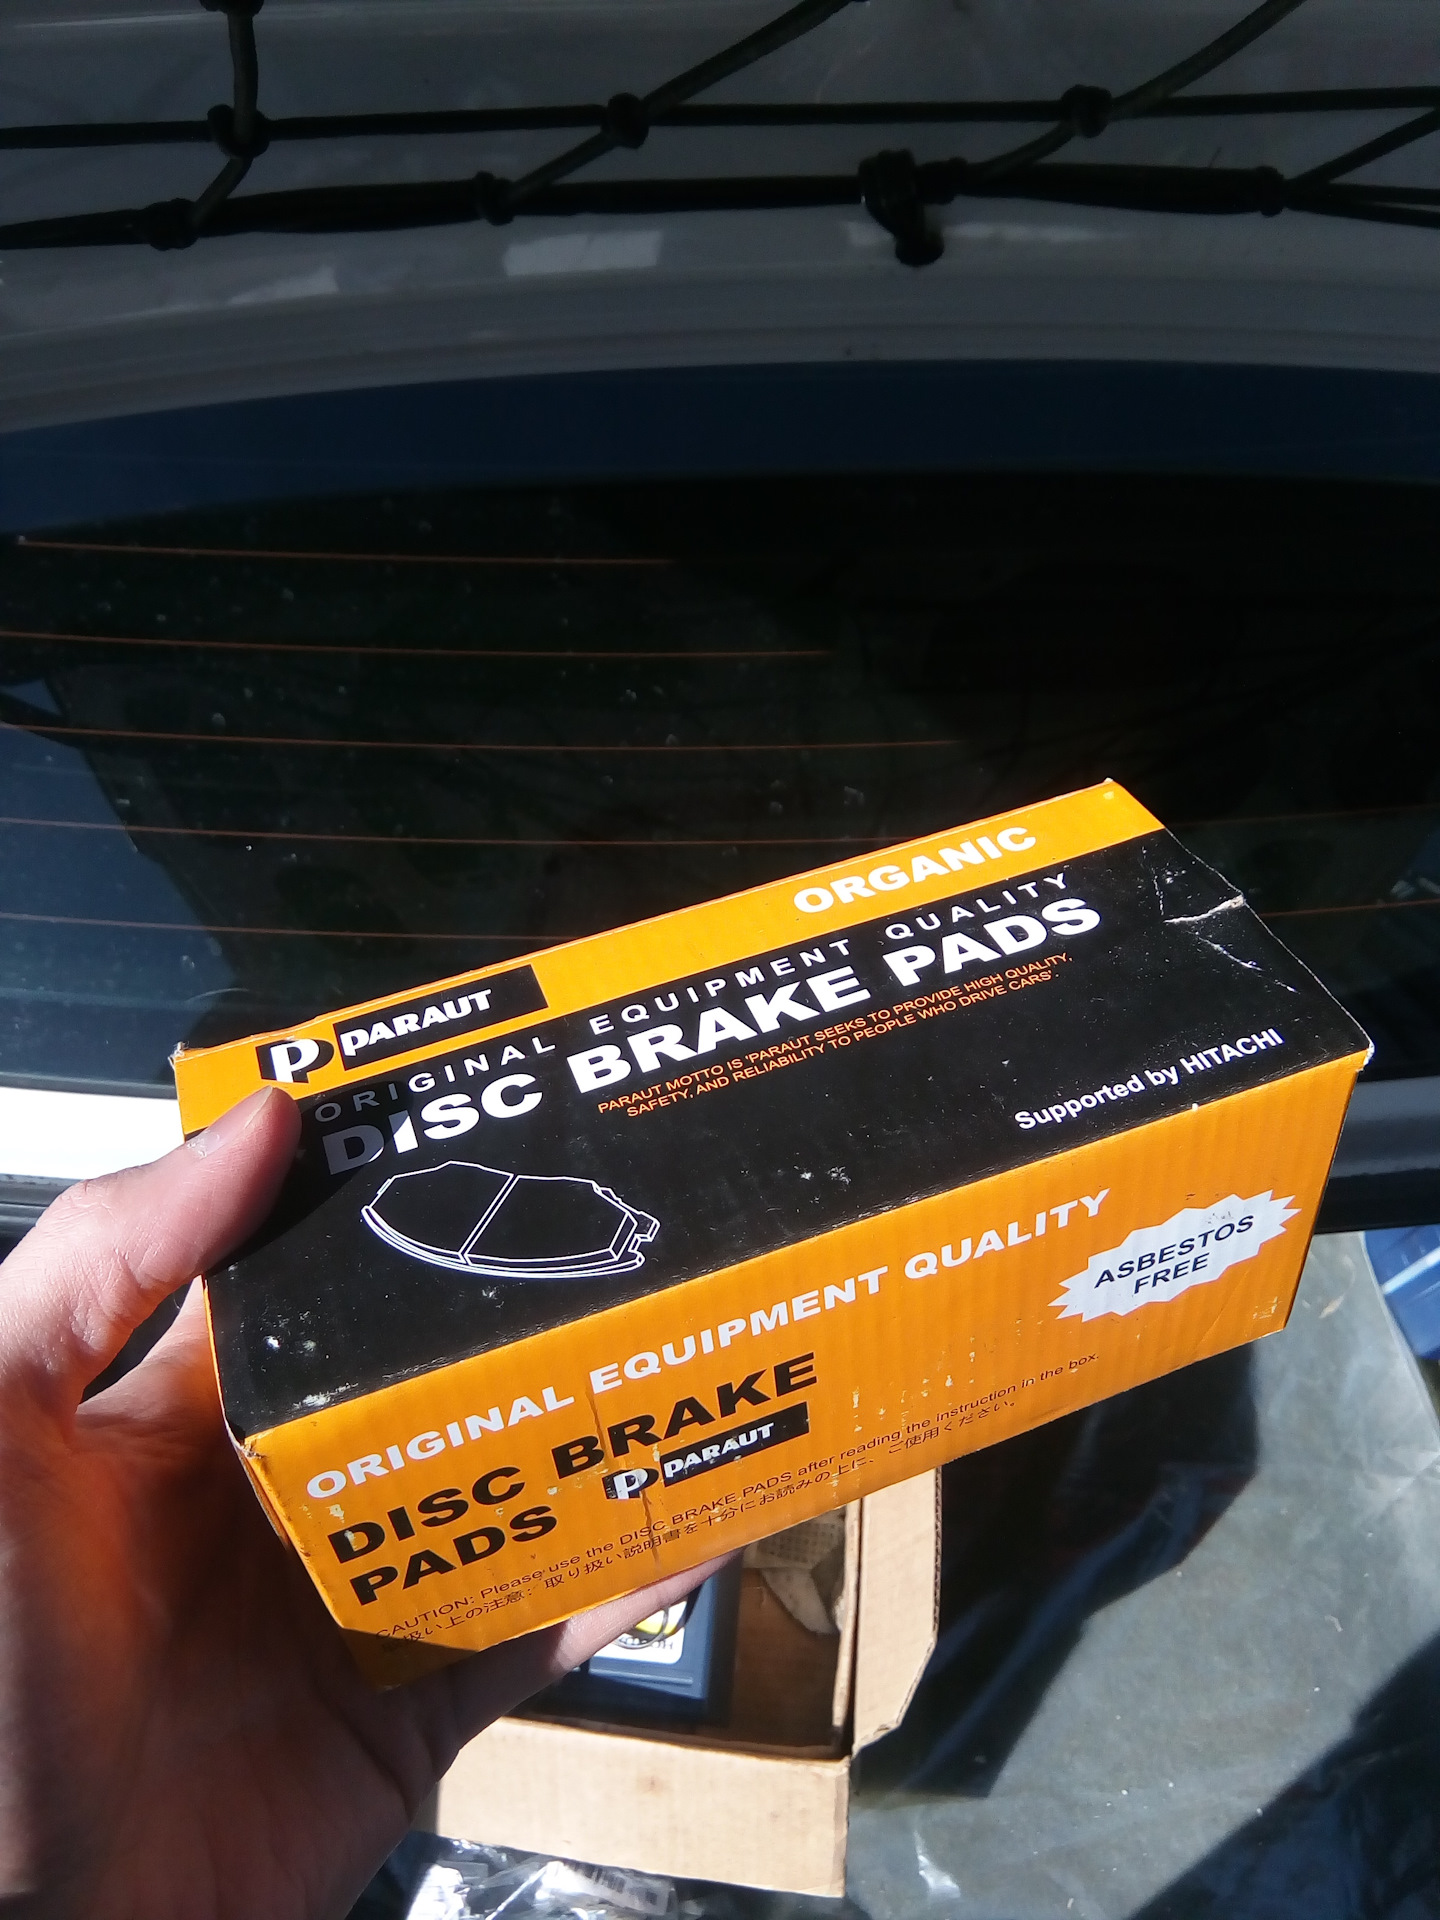 ORGANIC
P PARAUT
ORIGINAL EQUIPMENT QUALITY
DISC BRAKE PADS
PARAUT MOTTO IS 'PARAUT SEEKS TO PROVIDE HIGH QUALITY,
SAFETY, AND RELIABILITY TO PEOPLE WHO DRIVE CARS'.
Supported by HITACHI
ORIGINAL EQUIPMENT QUALITY
ASBESTOS
FREE
DISC BRAKE
PADS
P PARAUT
CAUTION: Please use the DISC BRAKE PADS after reading the instruction in the box.
取り扱い上の注意: 取り扱い説明書を十分にお読みの上に、ご使用ください。